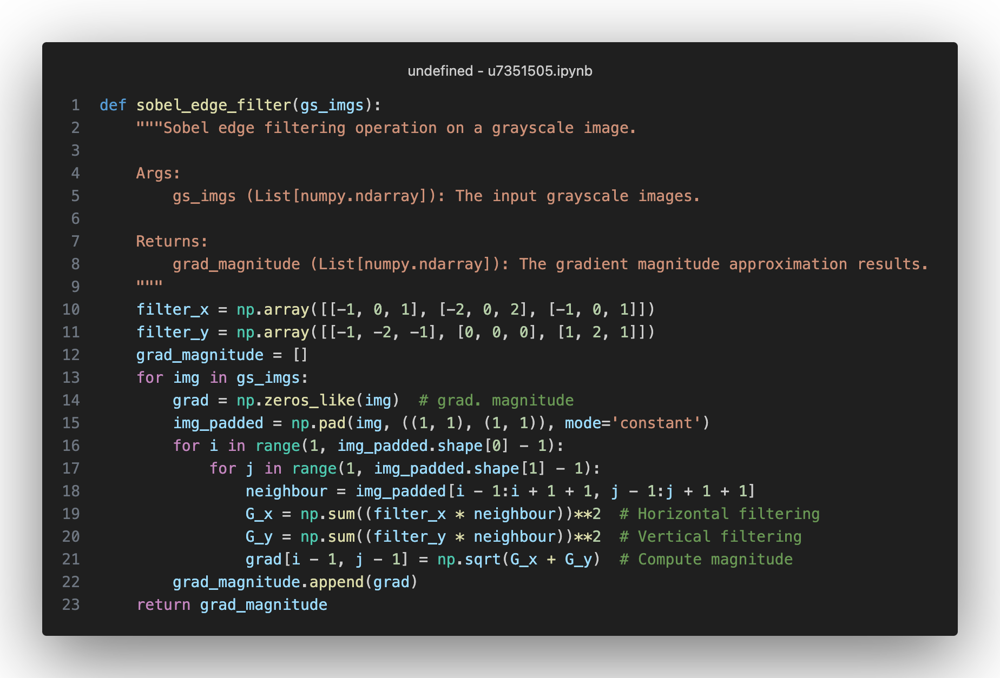 undefined - u7351505.ipynb
1 def sobel_edge_filter(gs_imgs):
2     """Sobel edge filtering operation on a grayscale image.
3
4     Args:
5         gs_imgs (List[numpy.ndarray]): The input grayscale images.
6
7     Returns:
8         grad_magnitude (List[numpy.ndarray]): The gradient magnitude approximation results.
9     """
10     filter_x = np.array([[-1, 0, 1], [-2, 0, 2], [-1, 0, 1]])
11     filter_y = np.array([[-1, -2, -1], [0, 0, 0], [1, 2, 1]])
12     grad_magnitude = []
13     for img in gs_imgs:
14         grad = np.zeros_like(img)  # grad. magnitude
15         img_padded = np.pad(img, ((1, 1), (1, 1)), mode='constant')
16         for i in range(1, img_padded.shape[0] - 1):
17             for j in range(1, img_padded.shape[1] - 1):
18                 neighbour = img_padded[i - 1:i + 1 + 1, j - 1:j + 1 + 1]
19                 G_x = np.sum((filter_x * neighbour))**2  # Horizontal filtering
20                 G_y = np.sum((filter_y * neighbour))**2  # Vertical filtering
21                 grad[i - 1, j - 1] = np.sqrt(G_x + G_y)  # Compute magnitude
22         grad_magnitude.append(grad)
23     return grad_magnitude